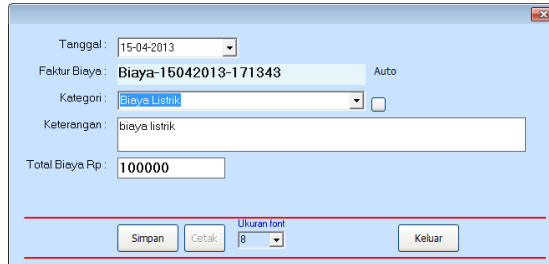 Tanggal : 15-04-2013
Faktur Biaya : Biaya-15042013-171343 Auto
Kategori : Biaya Listrik
Keterangan : biaya listrik
Total Biaya Rp : 100000
Ukuran font
Simpan Cetak 8 Keluar